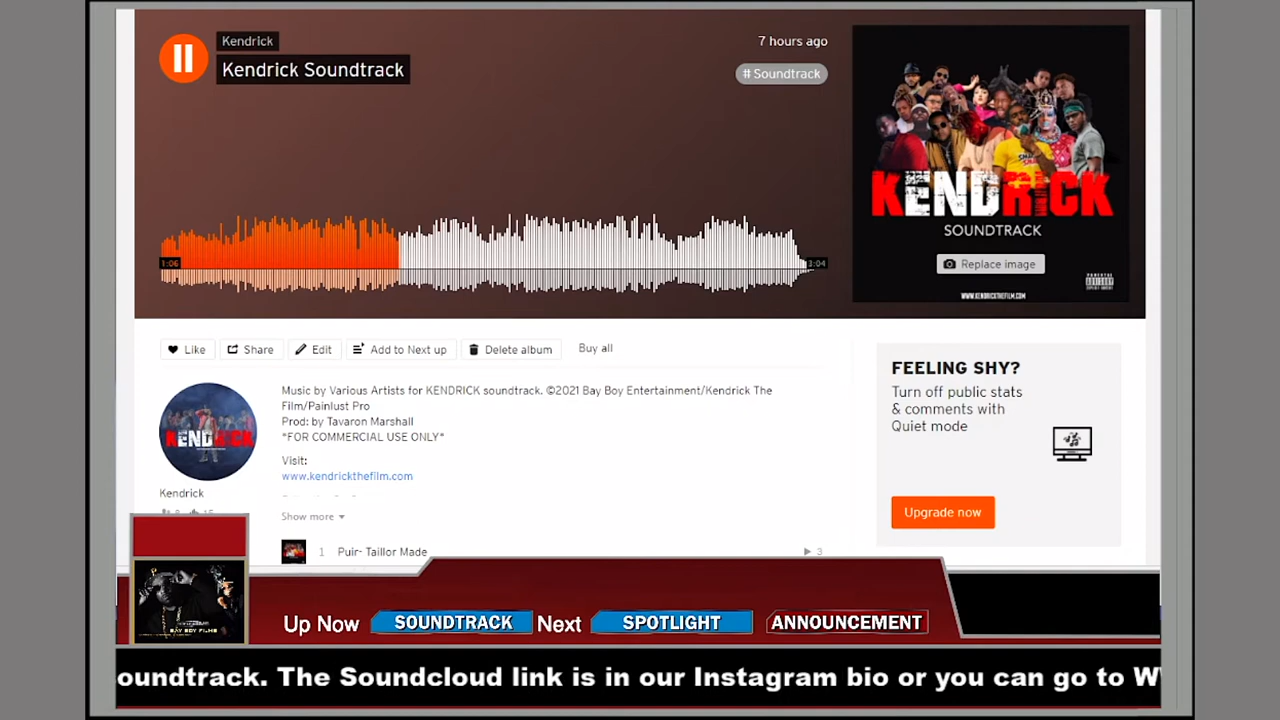 Kendrick
Kendrick Soundtrack
7 hours ago
# Soundtrack
KENDRICK
SOUNDTRACK
Replace image
WWW.KENDRICKTHEFILM.COM
1:06
3:04
Like
Share
Edit
Add to Next up
Delete album
Buy all
Music by Various Artists for KENDRICK soundtrack. ©2021 Bay Boy Entertainment/Kendrick The
Film/Painlust Pro
Prod: by Tavaron Marshall
*FOR COMMERCIAL USE ONLY*
Visit:
www.kendrickthefilm.com
Show more
KENDRICK
Kendrick
1 Puir- Taillor Made
3
FEELING SHY?
Turn off public stats
& comments with
Quiet mode
Upgrade now
BAY BOY FILMS
Up Now SOUNDTRACK Next SPOTLIGHT ANNOUNCEMENT
oundtrack. The Soundcloud link is in our Instagram bio or you can go to W